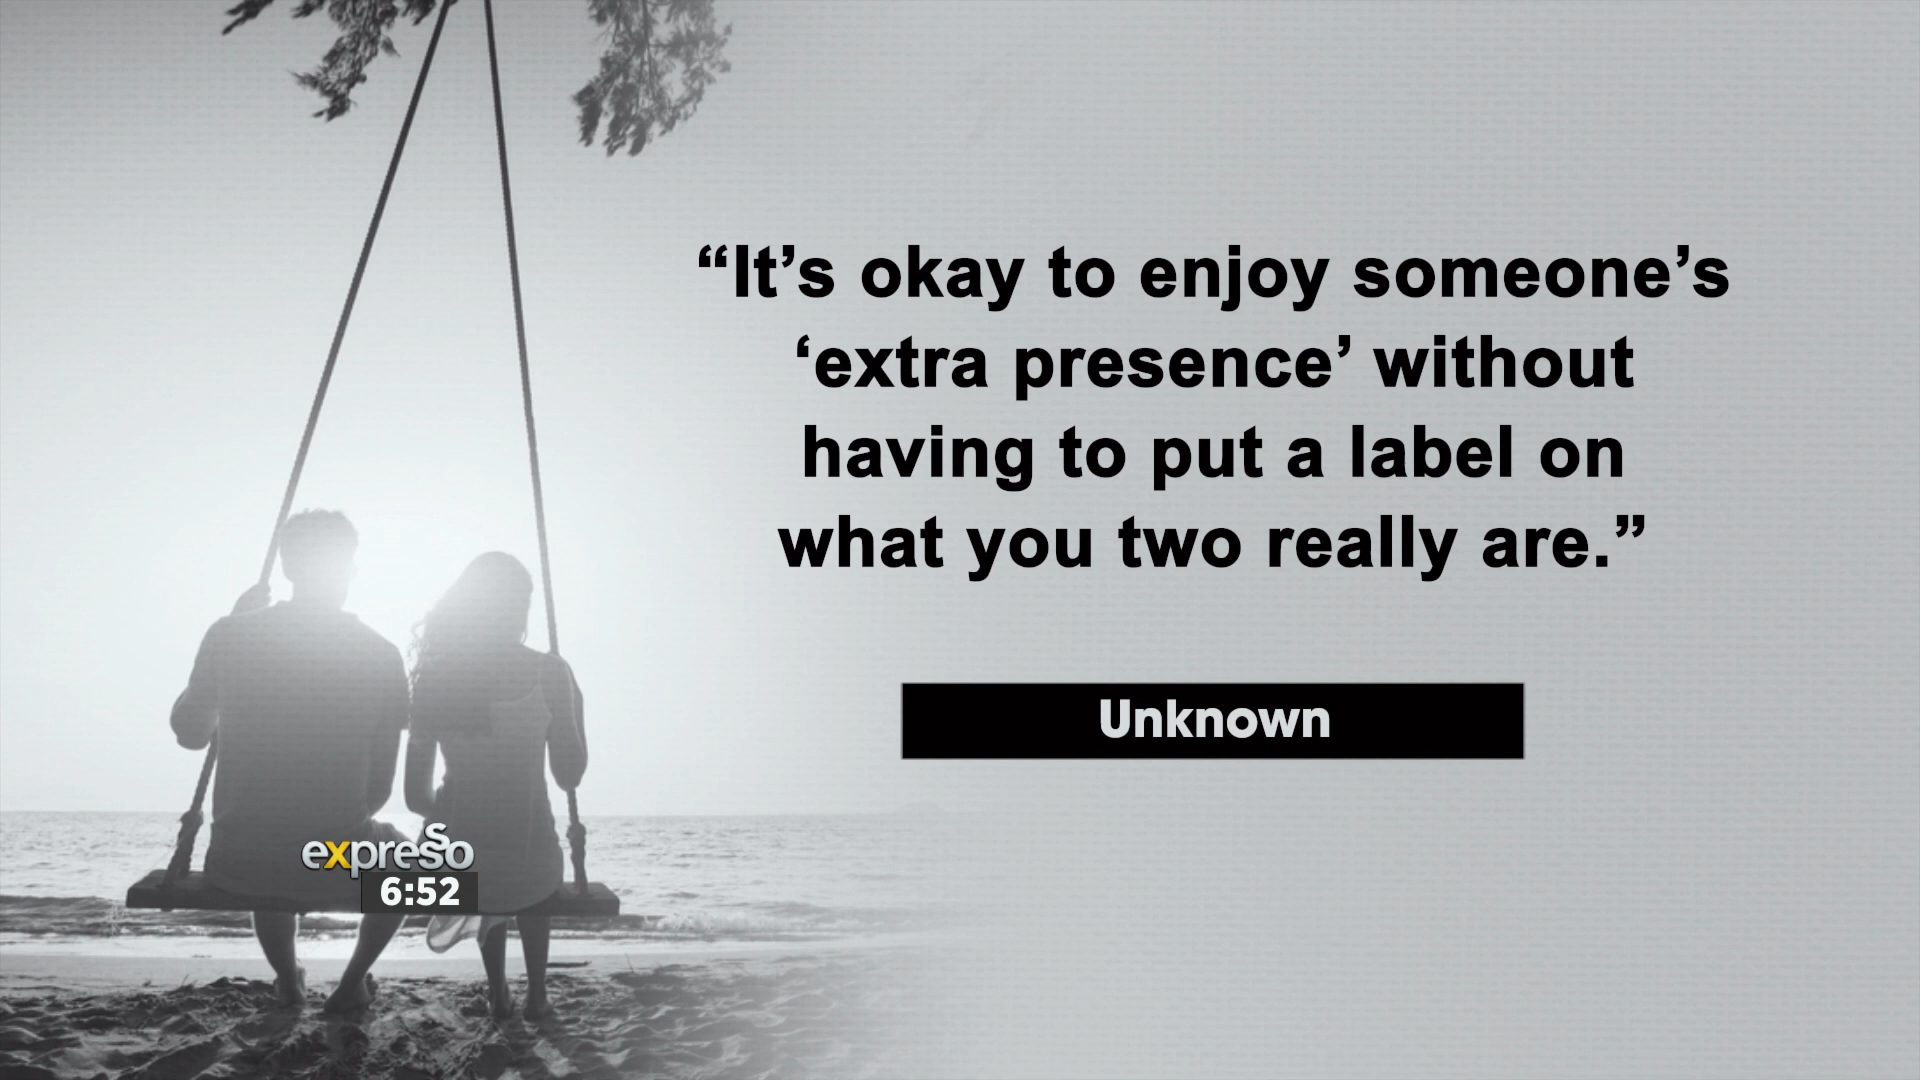 “It’s okay to enjoy someone’s
‘extra presence’ without
having to put a label on
what you two really are.”
Unknown
expresso
6:52